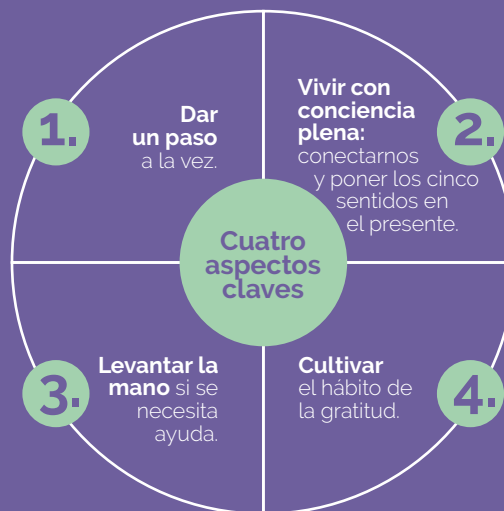 1.
Dar
un paso
a la vez.
2.
Vivir con
conciencia
plena:
conectarnos
y poner los cinco
sentidos en
el presente.
Cuatro
aspectos
claves
3.
Levantar la
mano si se
necesita
ayuda.
4.
Cultivar
el hábito de
la gratitud.